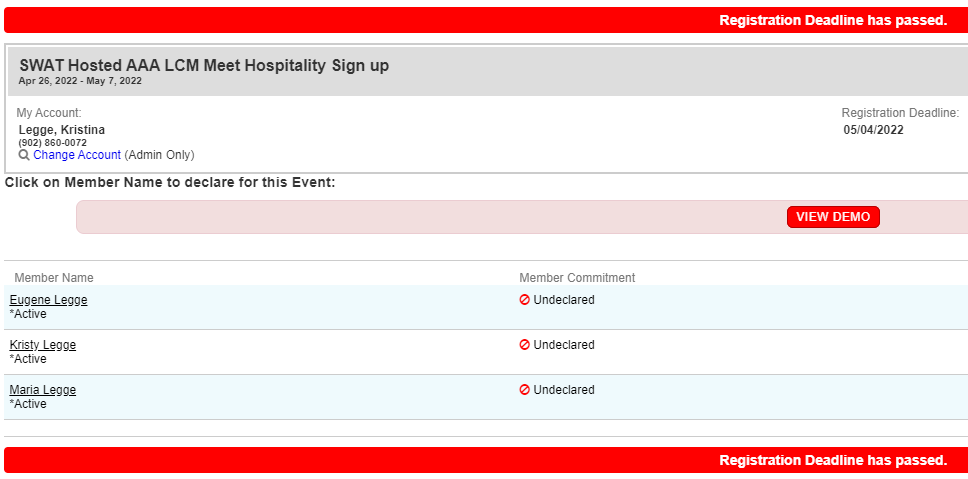 Registration Deadline has passed.
SWAT Hosted AAA LCM Meet Hospitality Sign up
Apr 26, 2022 - May 7, 2022
My Account:
Registration Deadline:
Legge, Kristina
05/04/2022
(902) 860-0072
Change Account (Admin Only)
Click on Member Name to declare for this Event:
VIEW DEMO
Member Name
Member Commitment
Eugene Legge
Undeclared
*Active
Kristy Legge
Undeclared
*Active
Maria Legge
Undeclared
*Active
Registration Deadline has passed.